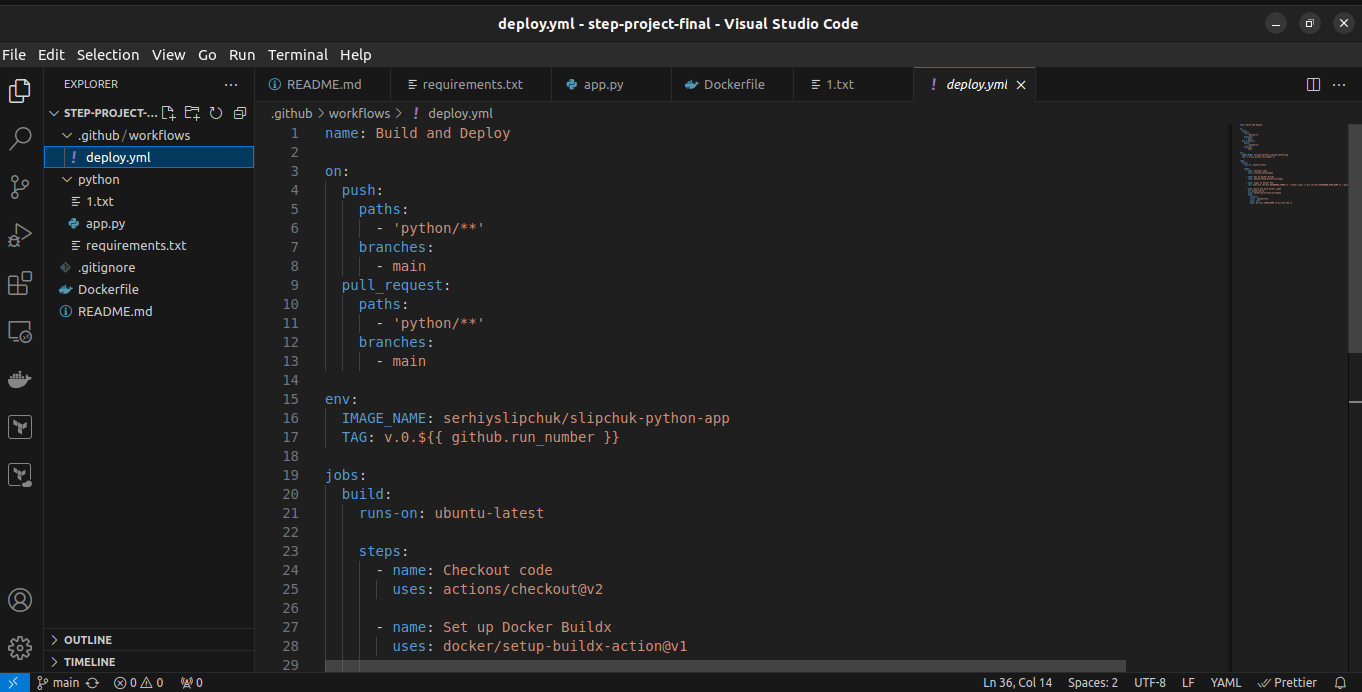 deploy.yml - step-project-final - Visual Studio Code
File Edit Selection View Go Run Terminal Help
EXPLORER
README.md requirements.txt app.py Dockerfile 1.txt deploy.yml
STEP-PROJECT-...
.github / workflows
deploy.yml
python
1.txt
app.py
requirements.txt
.gitignore
Dockerfile
README.md
OUTLINE
TIMELINE
.github > workflows > ! deploy.yml
1 name: Build and Deploy
2
3 on:
4 push:
5 paths:
6 - 'python/**'
7 branches:
8 - main
9 pull_request:
10 paths:
11 - 'python/**'
12 branches:
13 - main
14
15 env:
16 IMAGE_NAME: serhiyslipchuk/slipchuk-python-app
17 TAG: v.0.${{ github.run_number }}
18
19 jobs:
20 build:
21 runs-on: ubuntu-latest
22
23 steps:
24 - name: Checkout code
25 uses: actions/checkout@v2
26
27 - name: Set up Docker Buildx
28 uses: docker/setup-buildx-action@v1
29
main 0 0 0 Ln 36, Col 14 Spaces: 2 UTF-8 LF YAML Prettier